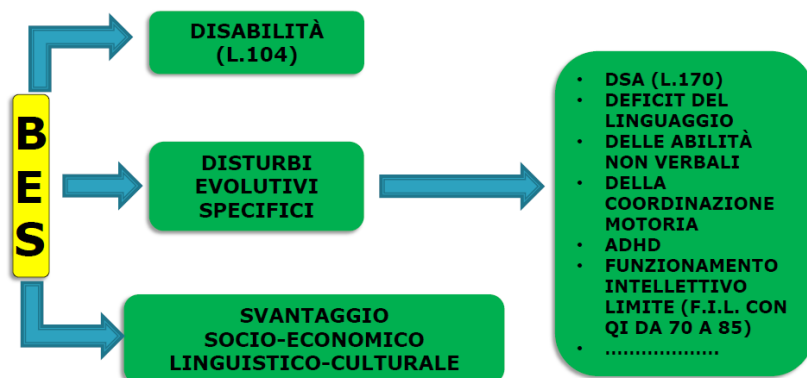 BES
DISABILITÀ
(L.104)
DISTURBI
EVOLUTIVI
SPECIFICI
SVANTAGGIO
SOCIO-ECONOMICO
LINGUISTICO-CULTURALE
• DSA (L.170)
• DEFICIT DEL
LINGUAGGIO
• DELLE ABILITÀ
NON VERBALI
• DELLA
COORDINAZIONE
MOTORIA
• ADHD
• FUNZIONAMENTO
INTELLETTIVO
LIMITE (F.I.L. CON
QI DA 70 A 85)
• ...................